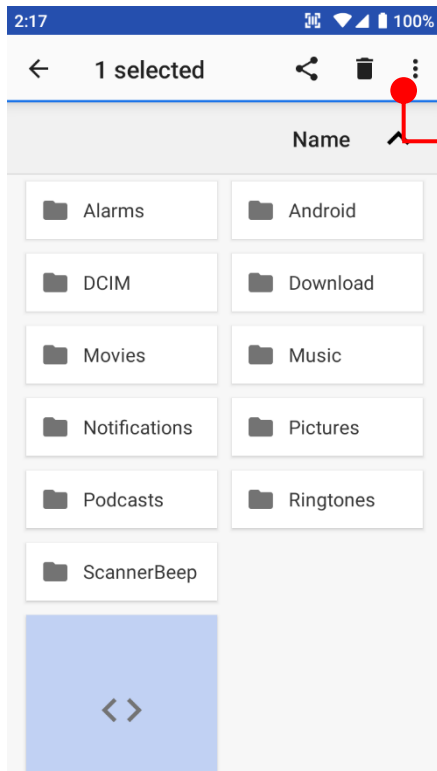 2:17 100%
1 selected
Name
Alarms Android
DCIM Download
Movies Music
Notifications Pictures
Podcasts Ringtones
ScannerBeep